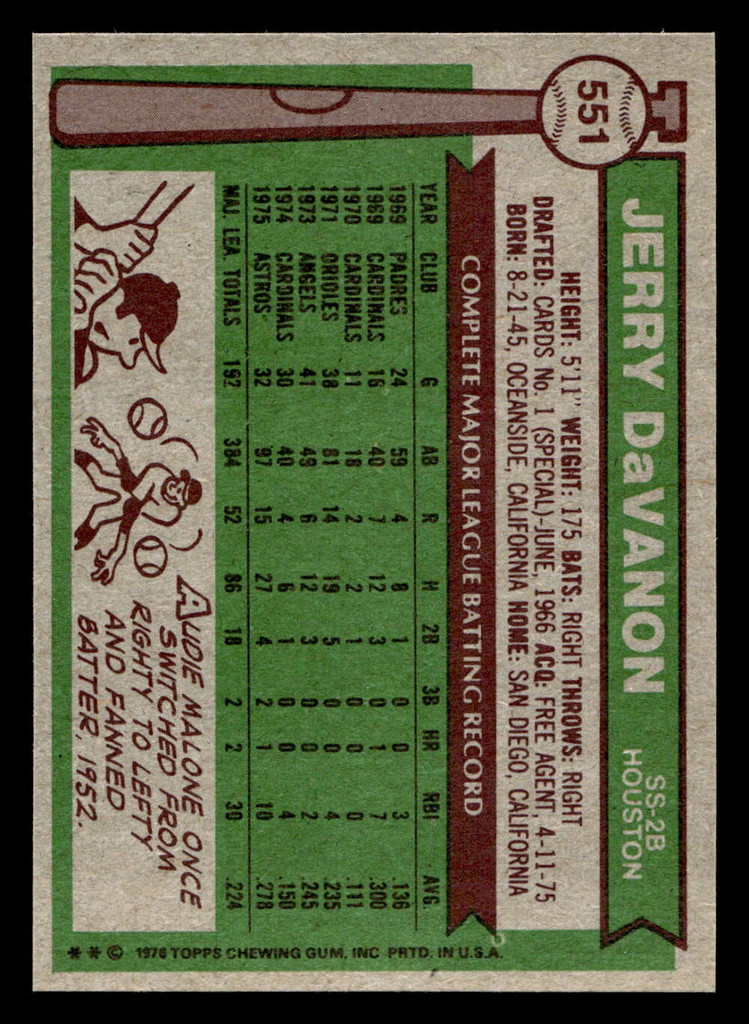 551
JERRY DaVANON
SS-2B
HOUSTON
HEIGHT: 5'11" WEIGHT: 175 BATS: RIGHT THROWS: RIGHT
DRAFTED: CARDS No. 1 (SPECIAL)-JUNE, 1966 ACQ: FREE AGENT, 4-11-75
BORN: 8-21-45, OCEANSIDE, CALIFORNIA HOME: SAN DIEGO, CALIFORNIA
COMPLETE MAJOR LEAGUE BATTING RECORD
YEAR CLUB G AB R H 2B 3B HR RBI AVG.
1969 PADRES 24 59 4 8 1 0 0 3 .136
1969 CARDINALS 16 40 7 12 3 0 1 7 .300
1970 CARDINALS 11 18 2 2 1 0 0 0 .111
1971 ORIOLES 38 81 14 19 5 0 0 4 .235
1973 ANGELS 41 49 6 12 3 0 0 2 .245
1974 CARDINALS 30 40 4 6 1 0 0 4 .150
1975 ASTROS 32 97 15 27 4 2 1 10 .278
MAJ. LEA. TOTALS 192 384 52 86 18 2 2 30 .224
AUDIE MALONE ONCE
SWITCHED FROM
RIGHTY TO LEFTY
AND FANNED
BATTER, 1952.
** © 1976 TOPPS CHEWING GUM, INC PRTD. IN U.S.A.